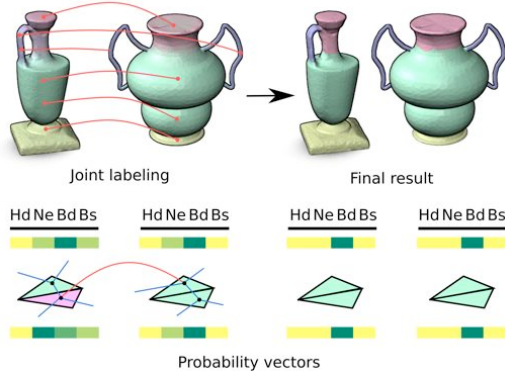 Joint labeling
Final result
Hd Ne Bd Bs
Hd Ne Bd Bs
Hd Ne Bd Bs
Hd Ne Bd Bs
Probability vectors